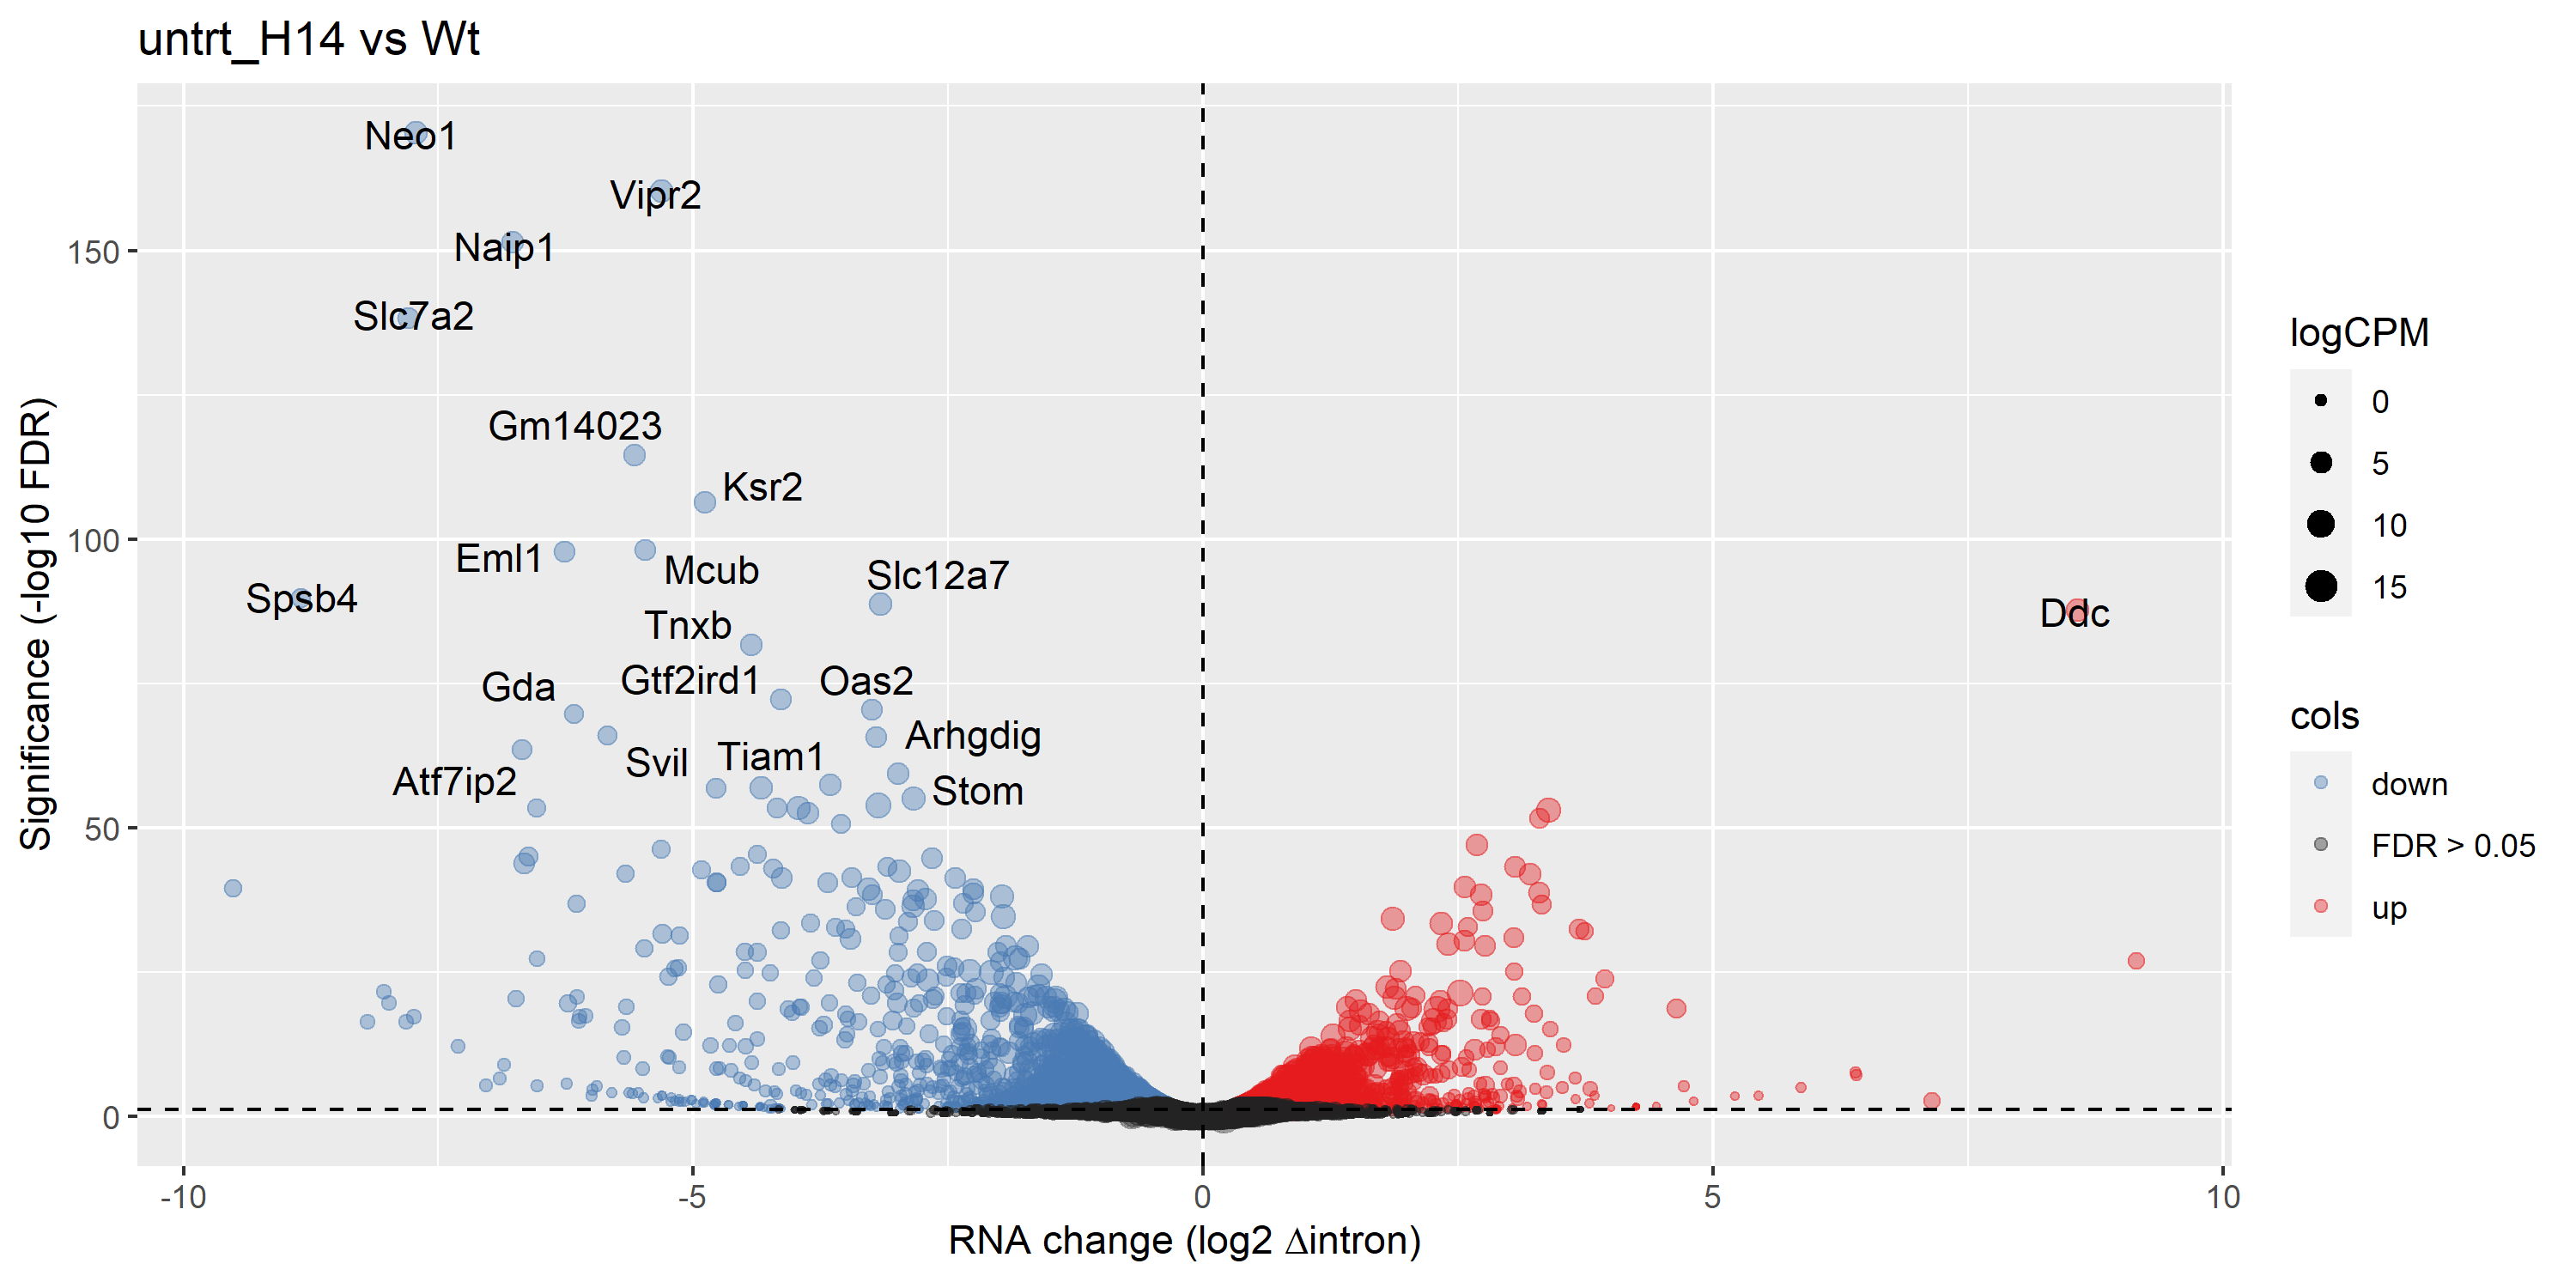 untrt_H14 vs Wt
Neo1
Vipr2
Naip1
Slc7a2
Gm14023
Ksr2
Eml1
Mcub
Slc12a7
Spsb4
Ddc
Tnxb
Gtf2ird1
Oas2
Gda
Arhgdig
Svil
Tiam1
Atf7ip2
Stom
150
100
50
0
Significance (-log10 FDR)
-10
-5
0
5
10
RNA change (log2 Δintron)
logCPM
0
5
10
15
cols
down
FDR > 0.05
up